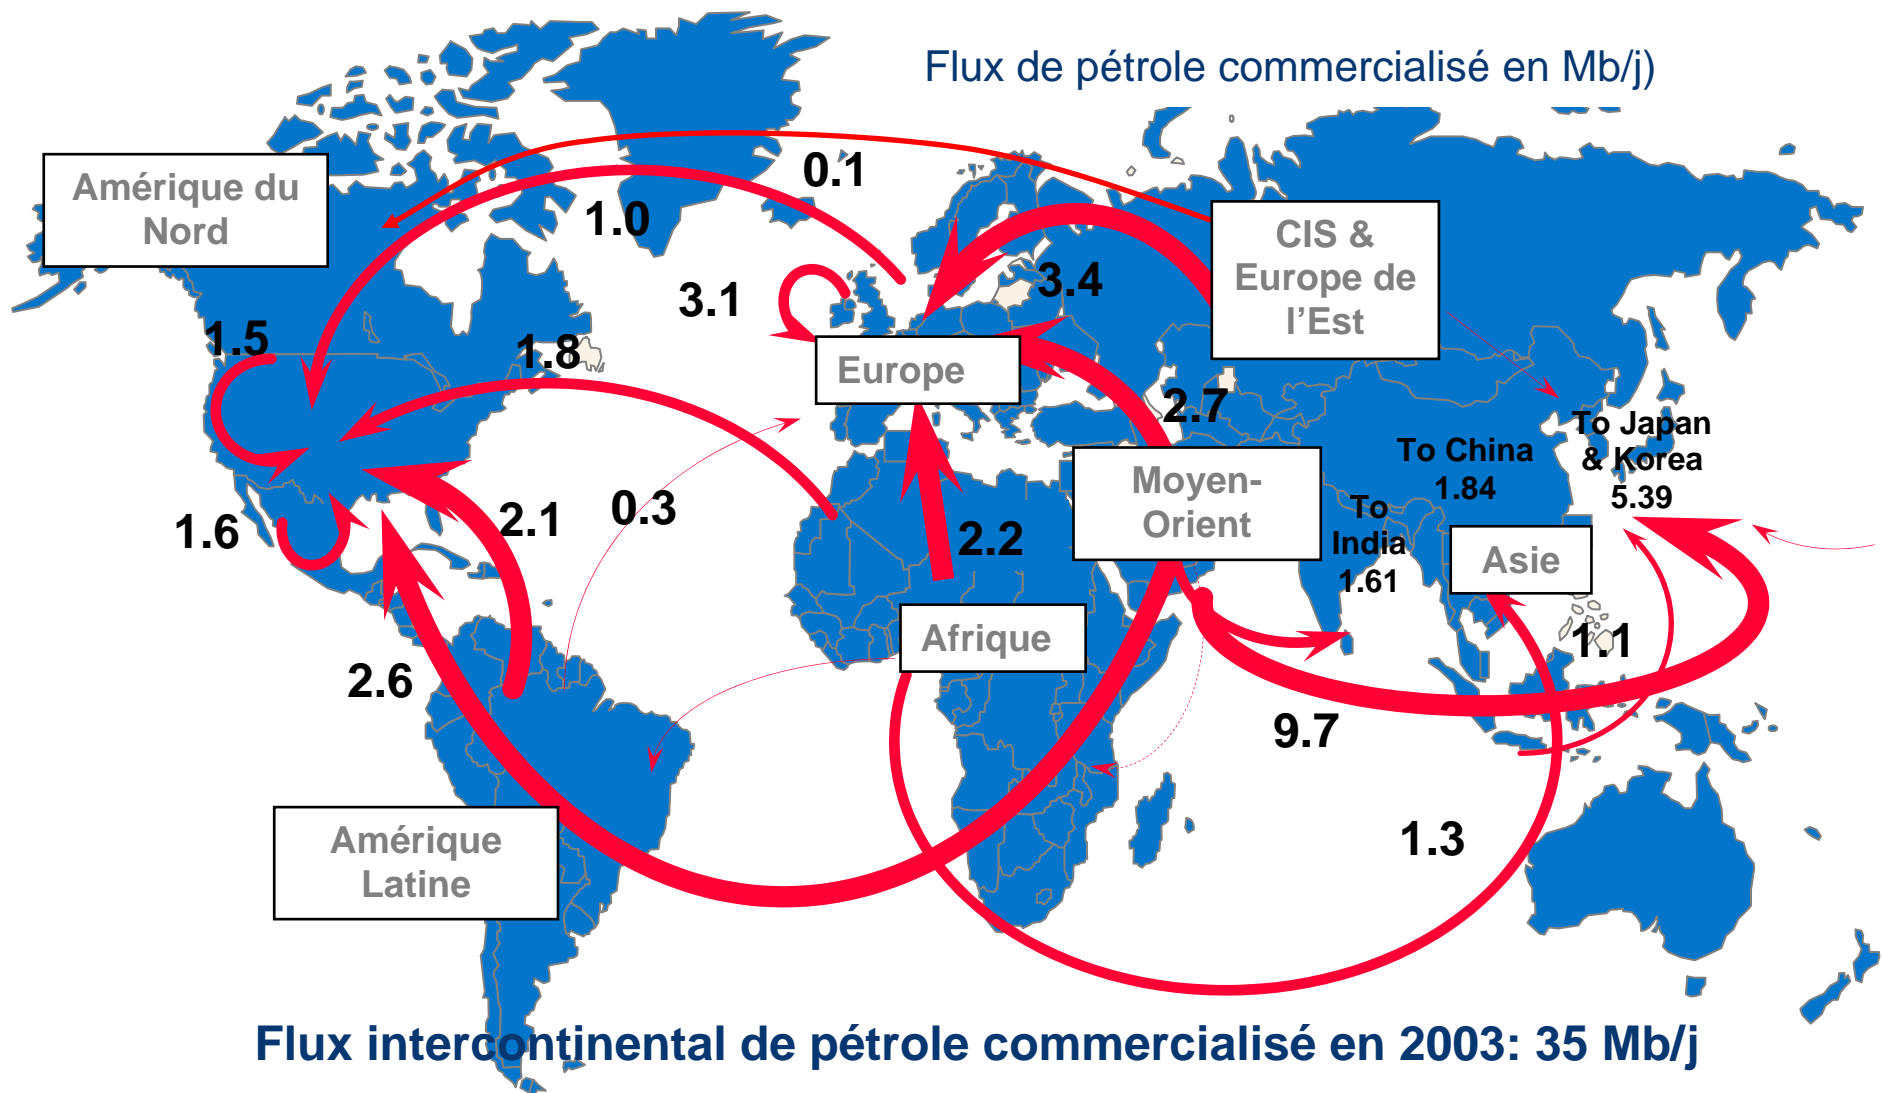 Flux de pétrole commercialisé en Mb/j)
0.1
Amérique du
Nord
1.0
CIS &
Europe de
l’Est
3.4
3.1
1.5
1.8
Europe
2.7
To Japan
& Korea
5.39
To China
1.84
Moyen-
Orient
To
India
1.61
0.3
2.1
1.6
2.2
Asie
Afrique
1.1
2.6
9.7
1.3
Amérique
Latine
Flux intercontinental de pétrole commercialisé en 2003: 35 Mb/j